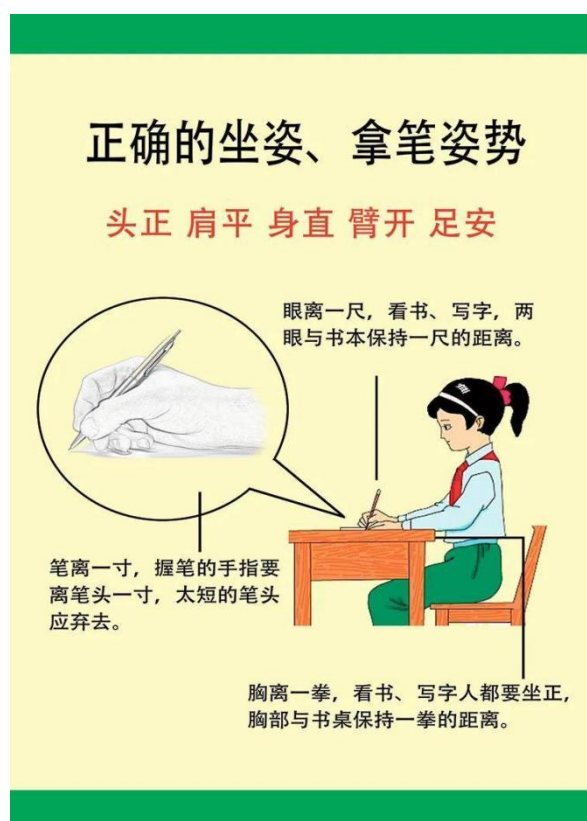 正确的坐姿、拿笔姿势
头正 肩平 身直 臂开 足安
眼离一尺，看书、写字，两
眼与书本保持一尺的距离。
笔离一寸，握笔的手指要
离笔头一寸，太短的笔头
应弃去。
胸离一拳，看书、写字人都要坐正，
胸部与书桌保持一拳的距离。